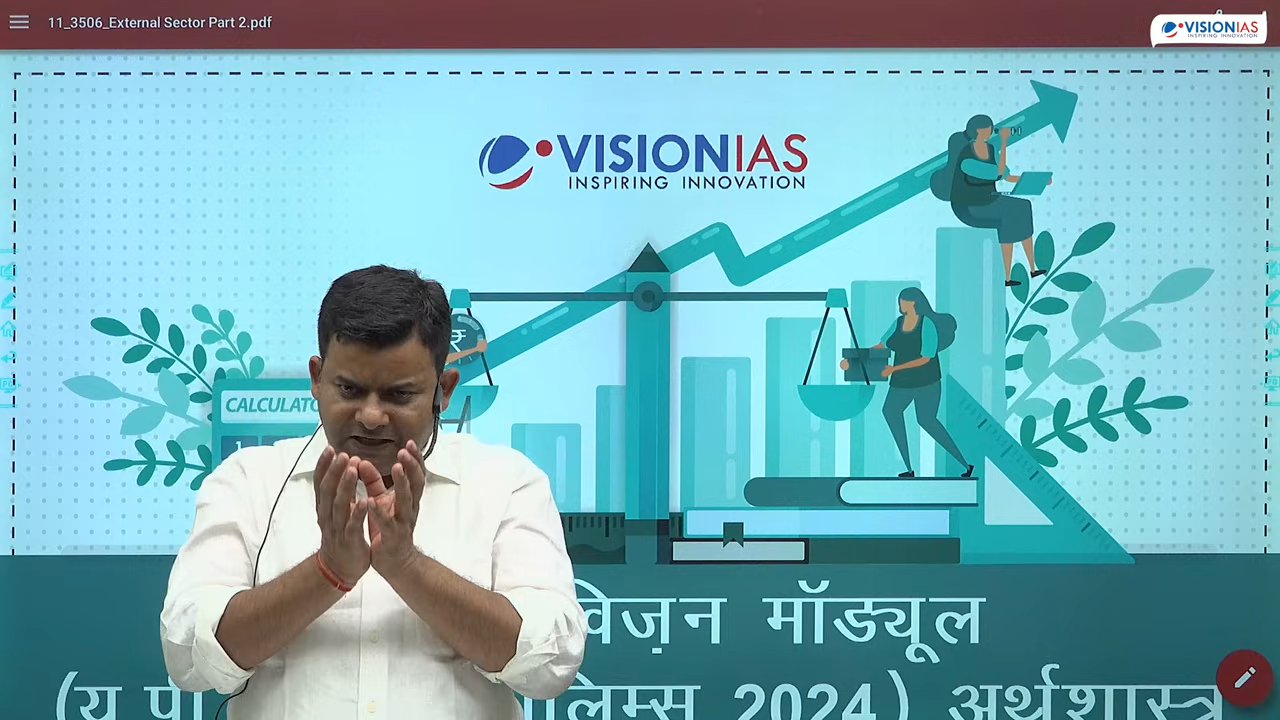 11_3506_External Sector Part 2.pdf
VISIONIAS
INSPIRING INNOVATION
VISIONIAS
INSPIRING INNOVATION
₹
CALCULATO
विज़न मॉड्यूल
2024) अर्थशास्त्र